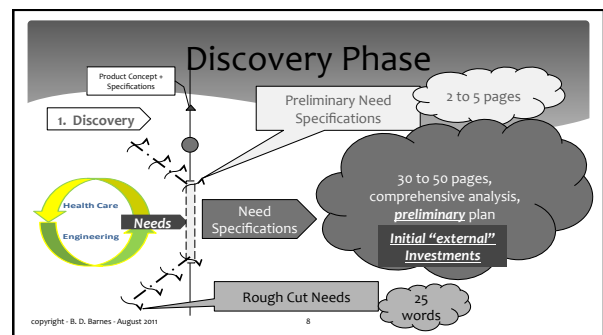 Discovery Phase
Product Concept +
Specifications
1. Discovery
Preliminary Need
Specifications
2 to 5 pages
Health Care
Engineering
Needs
Need
Specifications
30 to 50 pages,
comprehensive analysis,
preliminary plan
Initial “external”
Investments
Rough Cut Needs
25
words
copyright - B. D. Barnes - August 2011
8